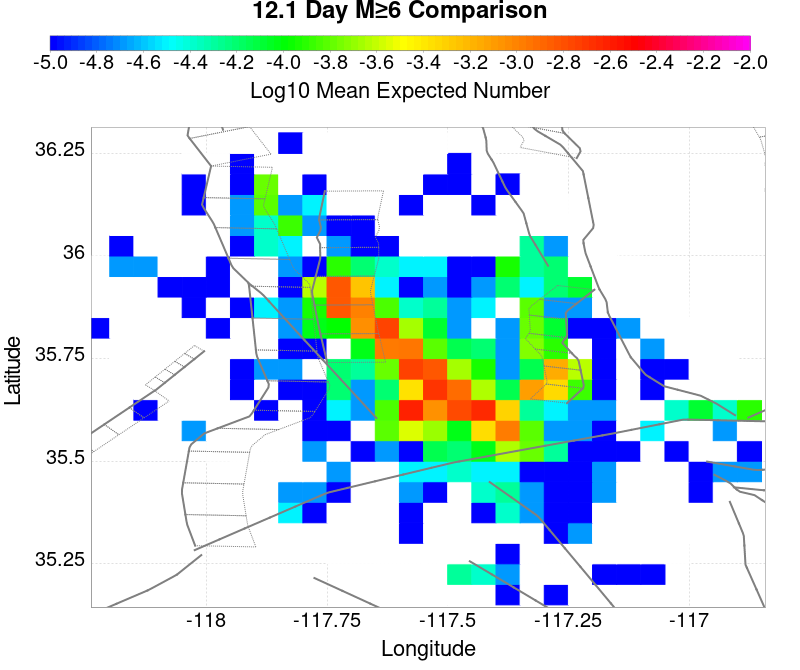 12.1 Day M≥6 Comparison
-5.0 -4.8 -4.6 -4.4 -4.2 -4.0 -3.8 -3.6 -3.4 -3.2 -3.0 -2.8 -2.6 -2.4 -2.2 -2.0
Log10 Mean Expected Number
36.25
36
35.75
35.5
35.25
Latitude
-118 -117.75 -117.5 -117.25 -117
Longitude